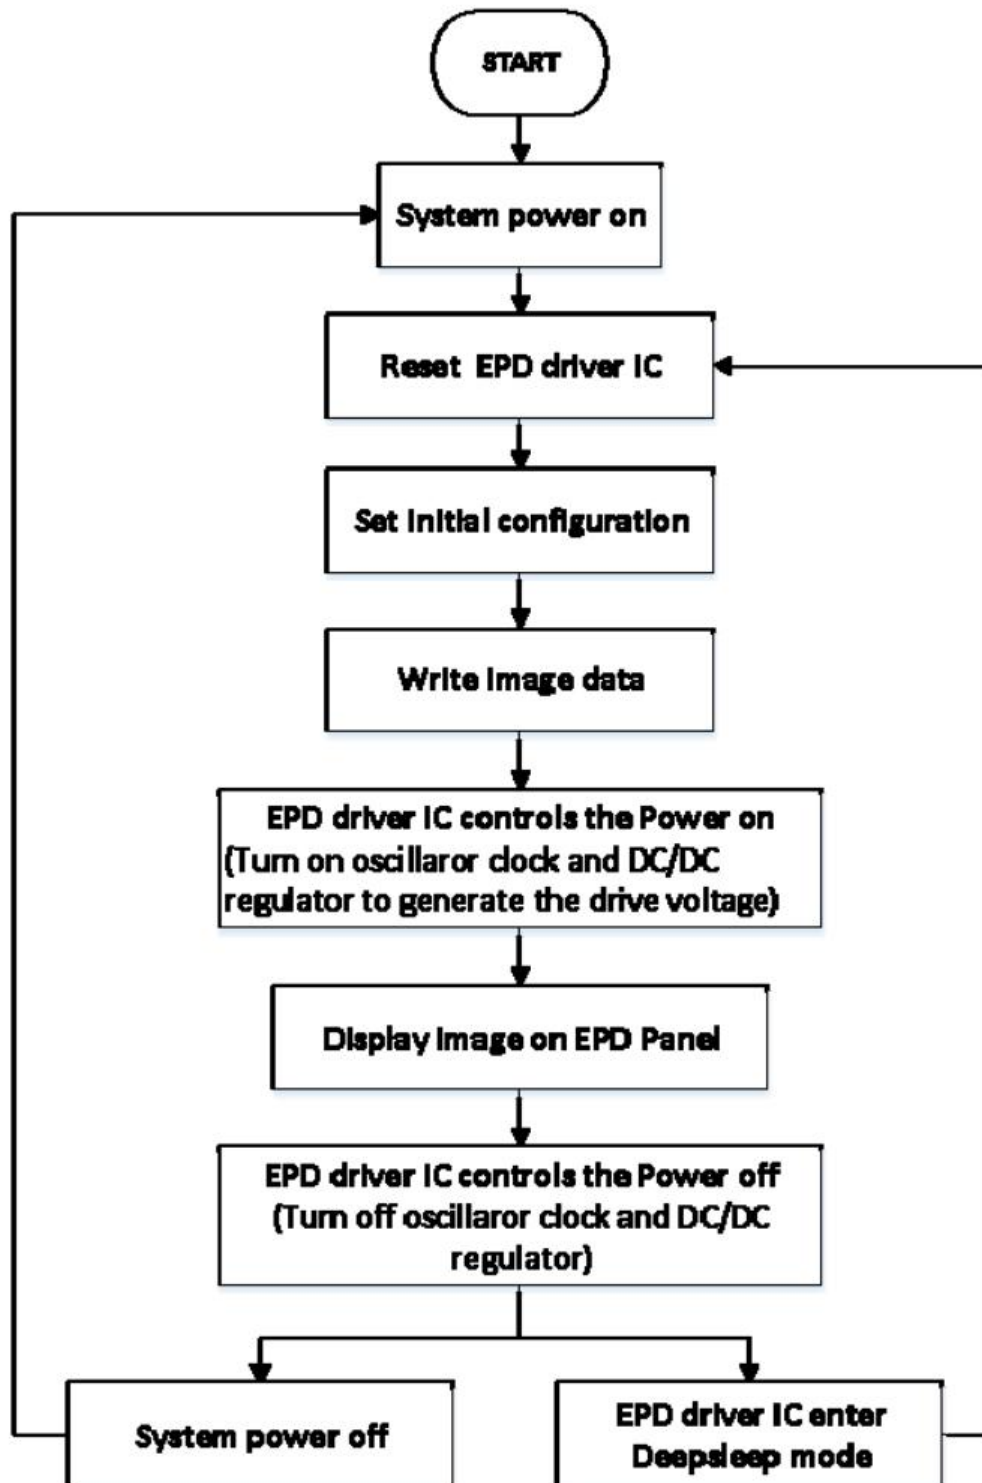 START
System power on
Reset EPD driver IC
Set initial configuration
Write image data
EPD driver IC controls the Power on
(Turn on oscillaror clock and DC/DC
regulator to generate the drive voltage)
Display image on EPD Panel
EPD driver IC controls the Power off
(Turn off oscillaror clock and DC/DC
regulator)
System power off
EPD driver IC enter
Deepsleep mode